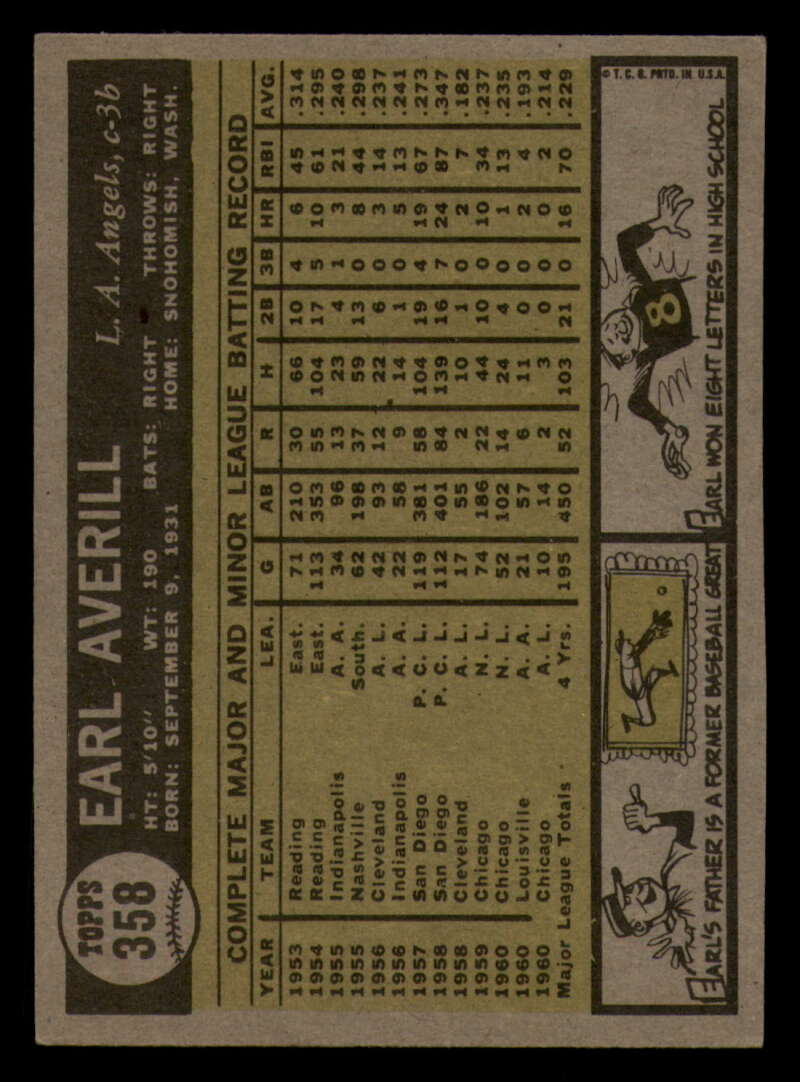 TOPPS
358
EARL AVERILL
L. A. Angels, c-3b
HT: 5'10" WT: 190 BATS: RIGHT THROWS: RIGHT
BORN: SEPTEMBER 9, 1931 HOME: SNOHOMISH, WASH.
COMPLETE MAJOR AND MINOR LEAGUE BATTING RECORD
YEAR TEAM LEA. G AB R H 2B 3B HR RBI AVG.
1953 Reading East. 71 210 30 66 10 4 6 45 .314
1954 Reading East. 113 353 55 104 17 5 10 61 .295
1955 Indianapolis A. A. 34 96 13 23 4 1 3 21 .240
1955 Nashville South. 62 198 37 59 13 0 8 44 .298
1956 Cleveland A. L. 42 93 12 22 6 0 3 14 .237
1956 Indianapolis A. A. 22 58 9 14 1 0 5 13 .241
1957 San Diego P. C. L. 119 381 58 104 19 4 19 67 .273
1958 San Diego P. C. L. 112 401 84 139 16 7 24 87 .347
1958 Cleveland A. L. 17 55 2 10 1 0 2 7 .182
1959 Chicago N. L. 74 186 22 44 10 0 10 34 .237
1960 Chicago N. L. 52 102 14 24 4 0 1 13 .235
1960 Louisville A. A. 21 57 6 11 0 0 2 4 .193
1960 Chicago A. L. 10 14 2 3 0 0 0 2 .214
Major League Totals 4 Yrs. 195 450 52 103 21 0 16 70 .229
EARL'S FATHER IS A FORMER BASEBALL GREAT
8
EARL WON EIGHT LETTERS IN HIGH SCHOOL
© T. C. G. PRTD. IN U.S.A.